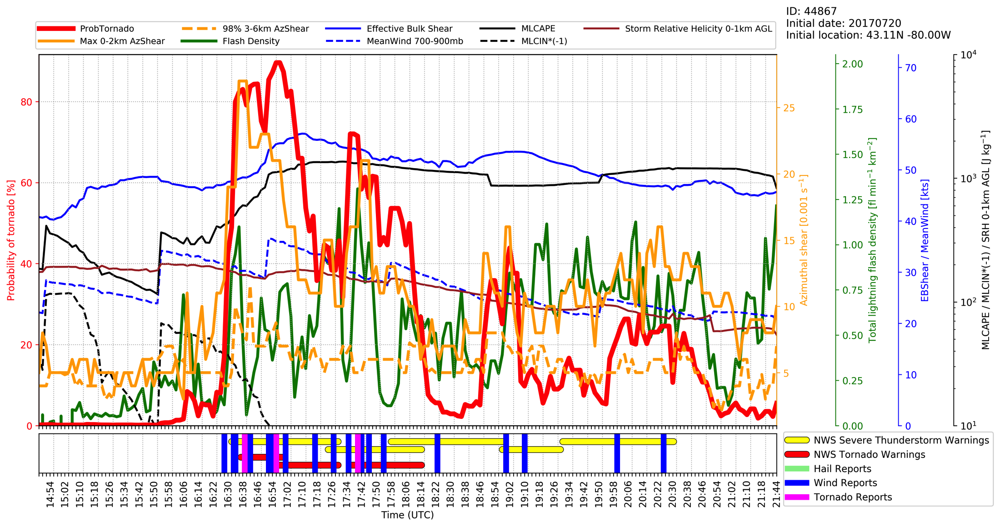 ID: 44867
Initial date: 20170720
Initial location: 43.11N -80.00W
ProbTornado 98% 3-6km AzShear Effective Bulk Shear MLCAPE Storm Relative Helicity 0-1km AGL
Max 0-2km AzShear Flash Density MeanWind 700-900mb MLCIN*(-1)
Probability of tornado [%]
80
60
40
20
0
25
20
15
10
5
Azimuthal shear [0.001 s⁻¹]
2.00
1.75
1.50
1.25
1.00
0.75
0.50
0.25
0.00
Total lightning flash density [fl min⁻¹ km⁻²]
70
60
50
40
30
20
10
0
EBShear / MeanWind [kts]
10⁴
10³
10²
10¹
MLCAPE / MLCIN*(-1) / SRH 0-1km AGL [J kg⁻¹]
NWS Severe Thunderstorm Warnings
NWS Tornado Warnings
Hail Reports
Wind Reports
Tornado Reports
14:54 15:02 15:10 15:18 15:26 15:34 15:42 15:50 15:58 16:06 16:14 16:22 16:30 16:38 16:46 16:54 17:02 17:10 17:18 17:26 17:34 17:42 17:50 17:58 18:06 18:14 18:22 18:30 18:38 18:46 18:54 19:02 19:10 19:18 19:26 19:34 19:42 19:50 19:58 20:06 20:14 20:22 20:30 20:38 20:46 20:54 21:02 21:10 21:18 21:44
Time (UTC)